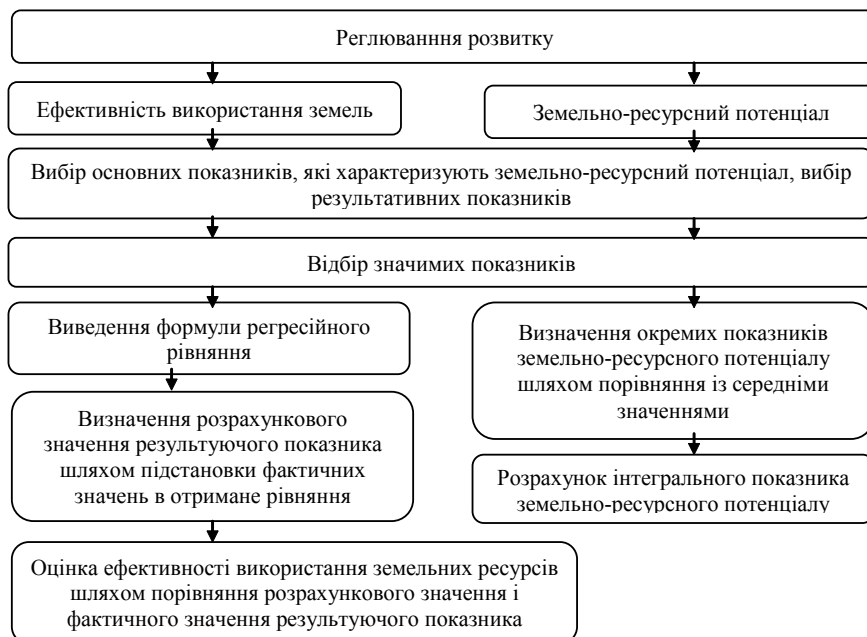 Реглюванння розвитку
Ефективність використання земель
Земельно-ресурсний потенціал
Вибір основних показників, які характеризують земельно-ресурсний потенціал, вибір
результативних показників
Відбір значимих показників
Виведення формули регресійного
рівняння
Визначення окремих показників
земельно-ресурсного потенціалу
шляхом порівняння із середніми
значеннями
Визначення розрахункового
значення результуючого показника
шляхом підстановки фактичних
значень в отримане рівняння
Розрахунок інтегрального показника
земельно-ресурсного потенціалу
Оцінка ефективності використання земельних ресурсів
шляхом порівняння розрахункового значення і
фактичного значення результуючого показника